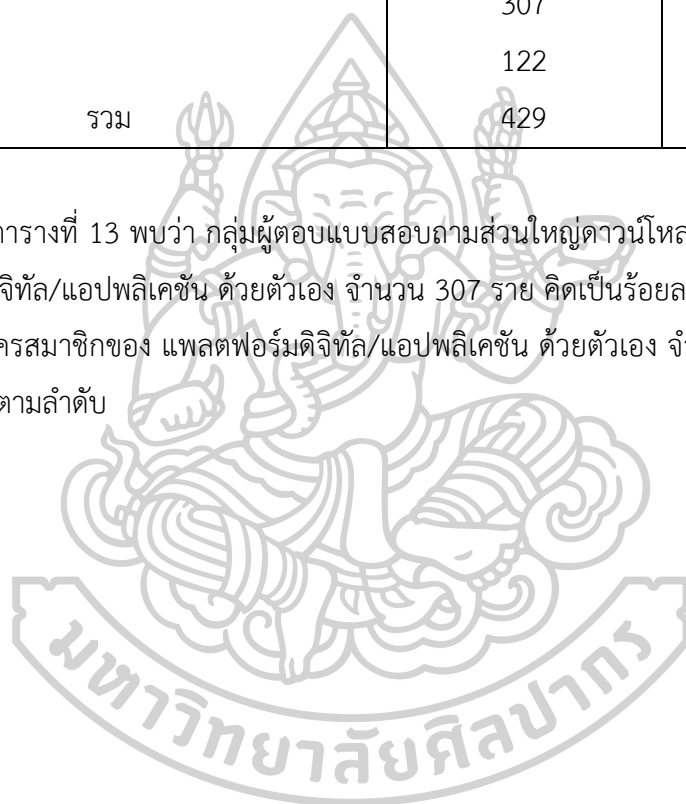 307
122
รวม 429
ตารางที่ 13 พบว่า กลุ่มผู้ตอบแบบสอบถามส่วนใหญ่ดาวน์โหล
จิทัล/แอปพลิเคชัน ด้วยตัวเอง จำนวน 307 ราย คิดเป็นร้อยล
ครสมาชิกของ แพลตฟอร์มดิจิทัล/แอปพลิเคชัน ด้วยตัวเอง จำ
ตามลำดับ
มหาวิทยาลัยศิลปากร